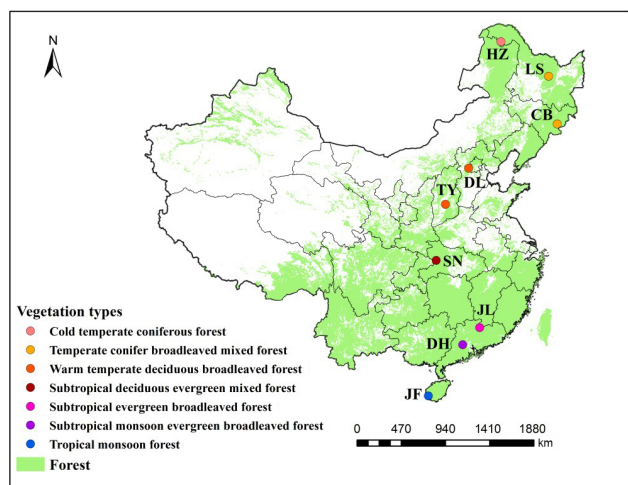 N
HZ
LS
CB
DL
TY
SN
JL
DH
JF
Vegetation types
Cold temperate coniferous forest
Temperate conifer broadleaved mixed forest
Warm temperate deciduous broadleaved forest
Subtropical deciduous evergreen mixed forest
Subtropical evergreen broadleaved forest
Subtropical monsoon evergreen broadleaved forest
Tropical monsoon forest
Forest
0 470 940 1410 1880
km